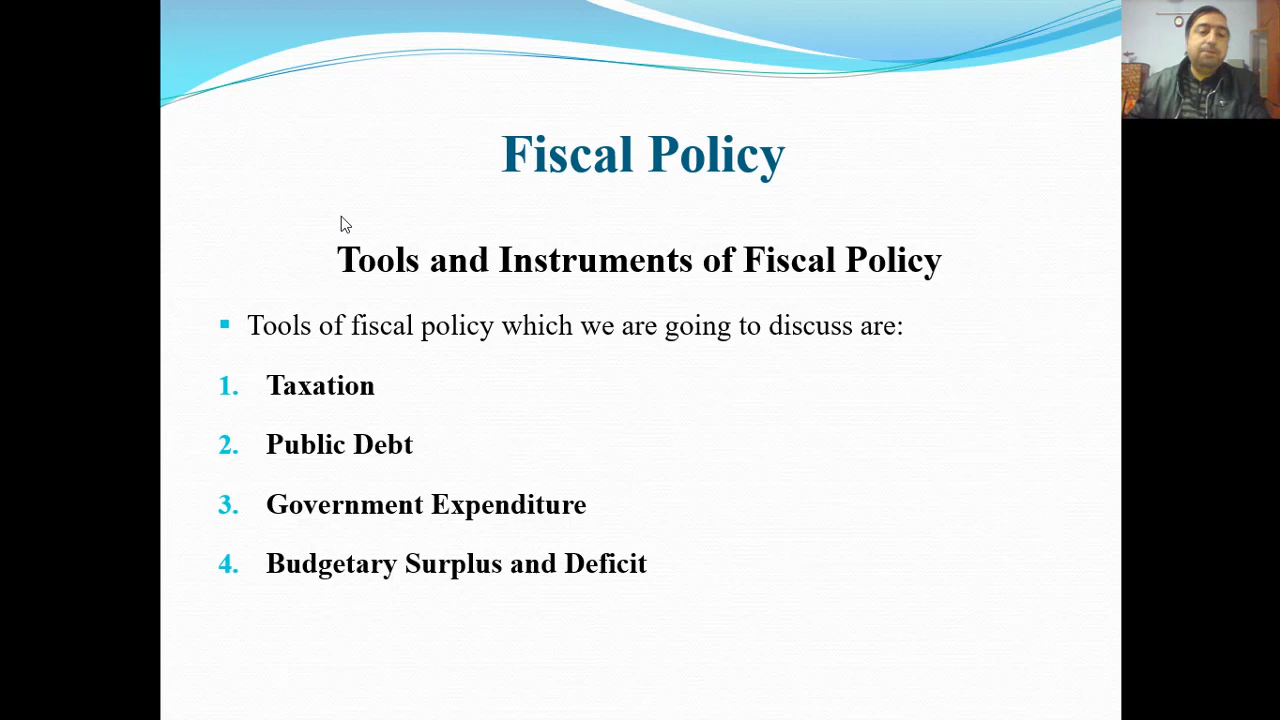 Fiscal Policy
Tools and Instruments of Fiscal Policy
▪ Tools of fiscal policy which we are going to discuss are:
1. Taxation
2. Public Debt
3. Government Expenditure
4. Budgetary Surplus and Deficit